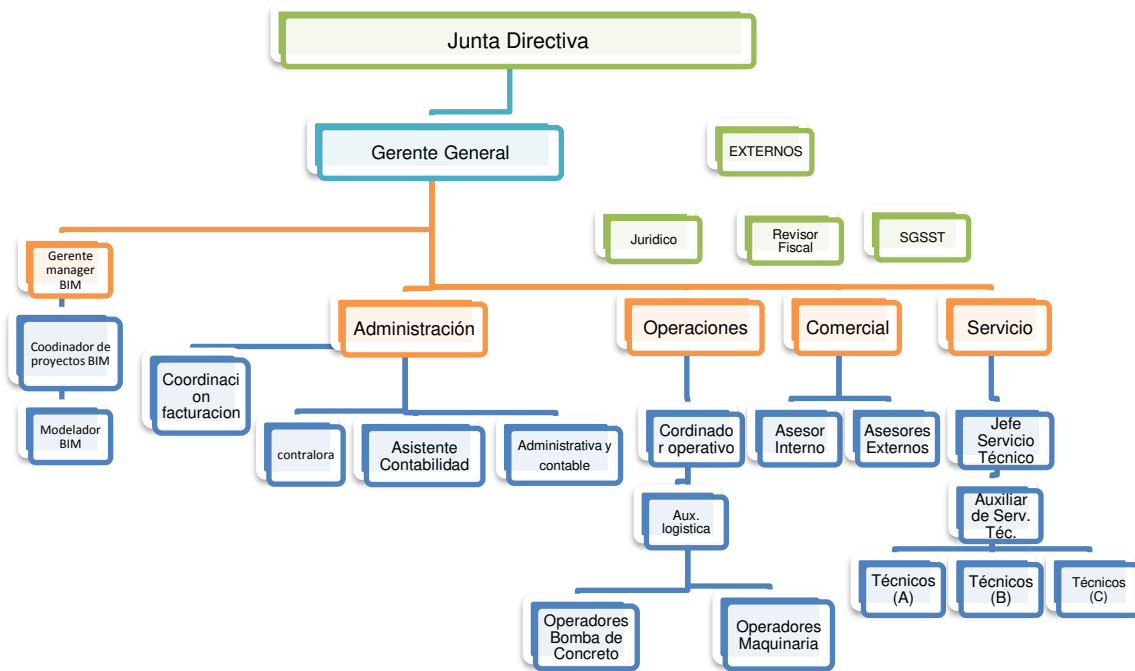 Junta Directiva
Gerente General
EXTERNOS
Juridico
Revisor
Fiscal
SGSST
Gerente
manager
BIM
Administración
Operaciones
Comercial
Servicio
Coodinador de
proyectos BIM
Coordinaci
on
facturacion
Modelador
BIM
contralora
Asistente
Contabilidad
Administrativa y
contable
Cordinado
r operativo
Asesor
Interno
Asesores
Externos
Jefe
Servicio
Técnico
Aux.
logistica
Auxiliar
de Serv.
Téc.
Técnicos
(A)
Técnicos
(B)
Técnicos
(C)
Operadores
Bomba de
Concreto
Operadores
Maquinaria